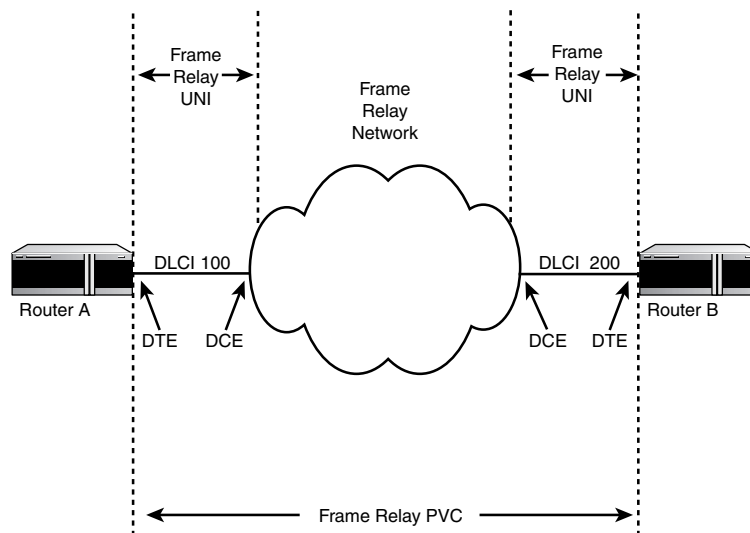 Frame
Relay
UNI
Frame
Relay
Network
Frame
Relay
UNI
DLCI 100
DLCI 200
Router A
Router B
DTE
DCE
DCE
DTE
Frame Relay PVC